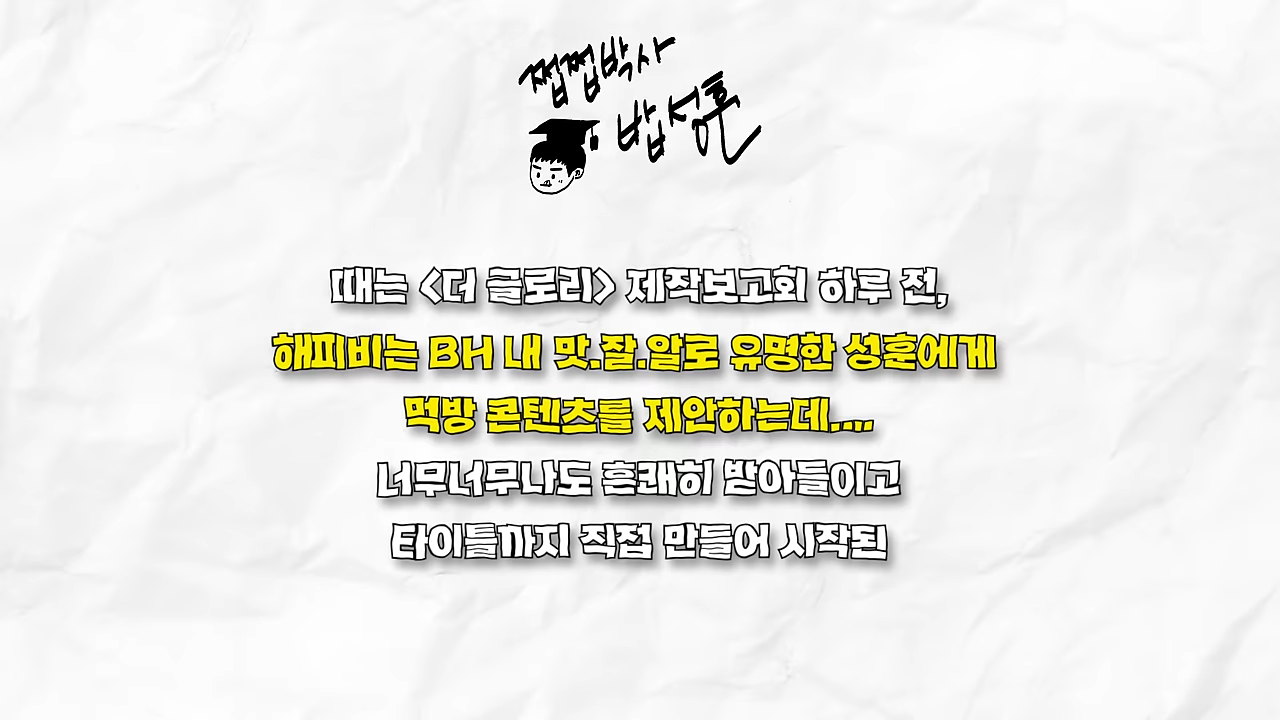 쩝쩝박사
밥성훈
때는 <더 글로리> 제작보고회 하루 전,
해피비는 BH 내 맛.잘.알로 유명한 성훈에게
먹방 콘텐츠를 제안하는데....
너무너무나도 흔쾌히 받아들이고
타이틀까지 직접 만들어 시작된